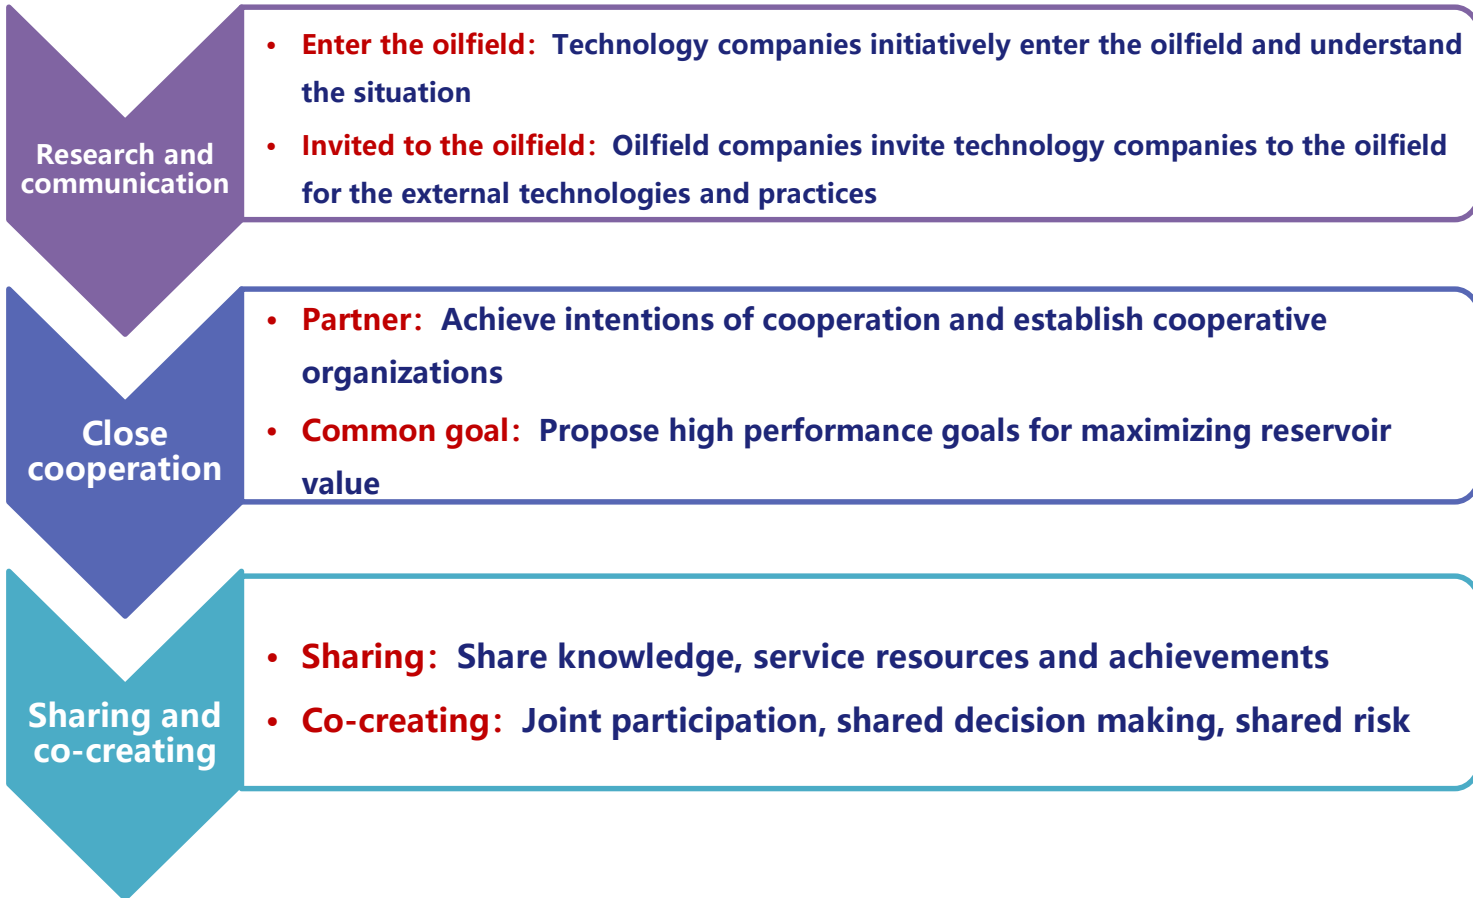 Research and
communication
• Enter the oilfield: Technology companies initiatively enter the oilfield and understand
the situation
• Invited to the oilfield: Oilfield companies invite technology companies to the oilfield
for the external technologies and practices
Close
cooperation
• Partner: Achieve intentions of cooperation and establish cooperative
organizations
• Common goal: Propose high performance goals for maximizing reservoir
value
Sharing and
co-creating
• Sharing: Share knowledge, service resources and achievements
• Co-creating: Joint participation, shared decision making, shared risk